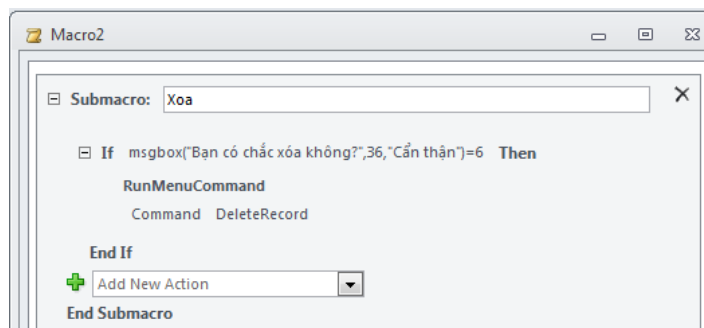 Macro2
Submacro: Xoa
If msgbox("Bạn có chắc xóa không?",36,"Cẩn thận")=6 Then
RunMenuCommand
Command DeleteRecord
End If
Add New Action
End Submacro